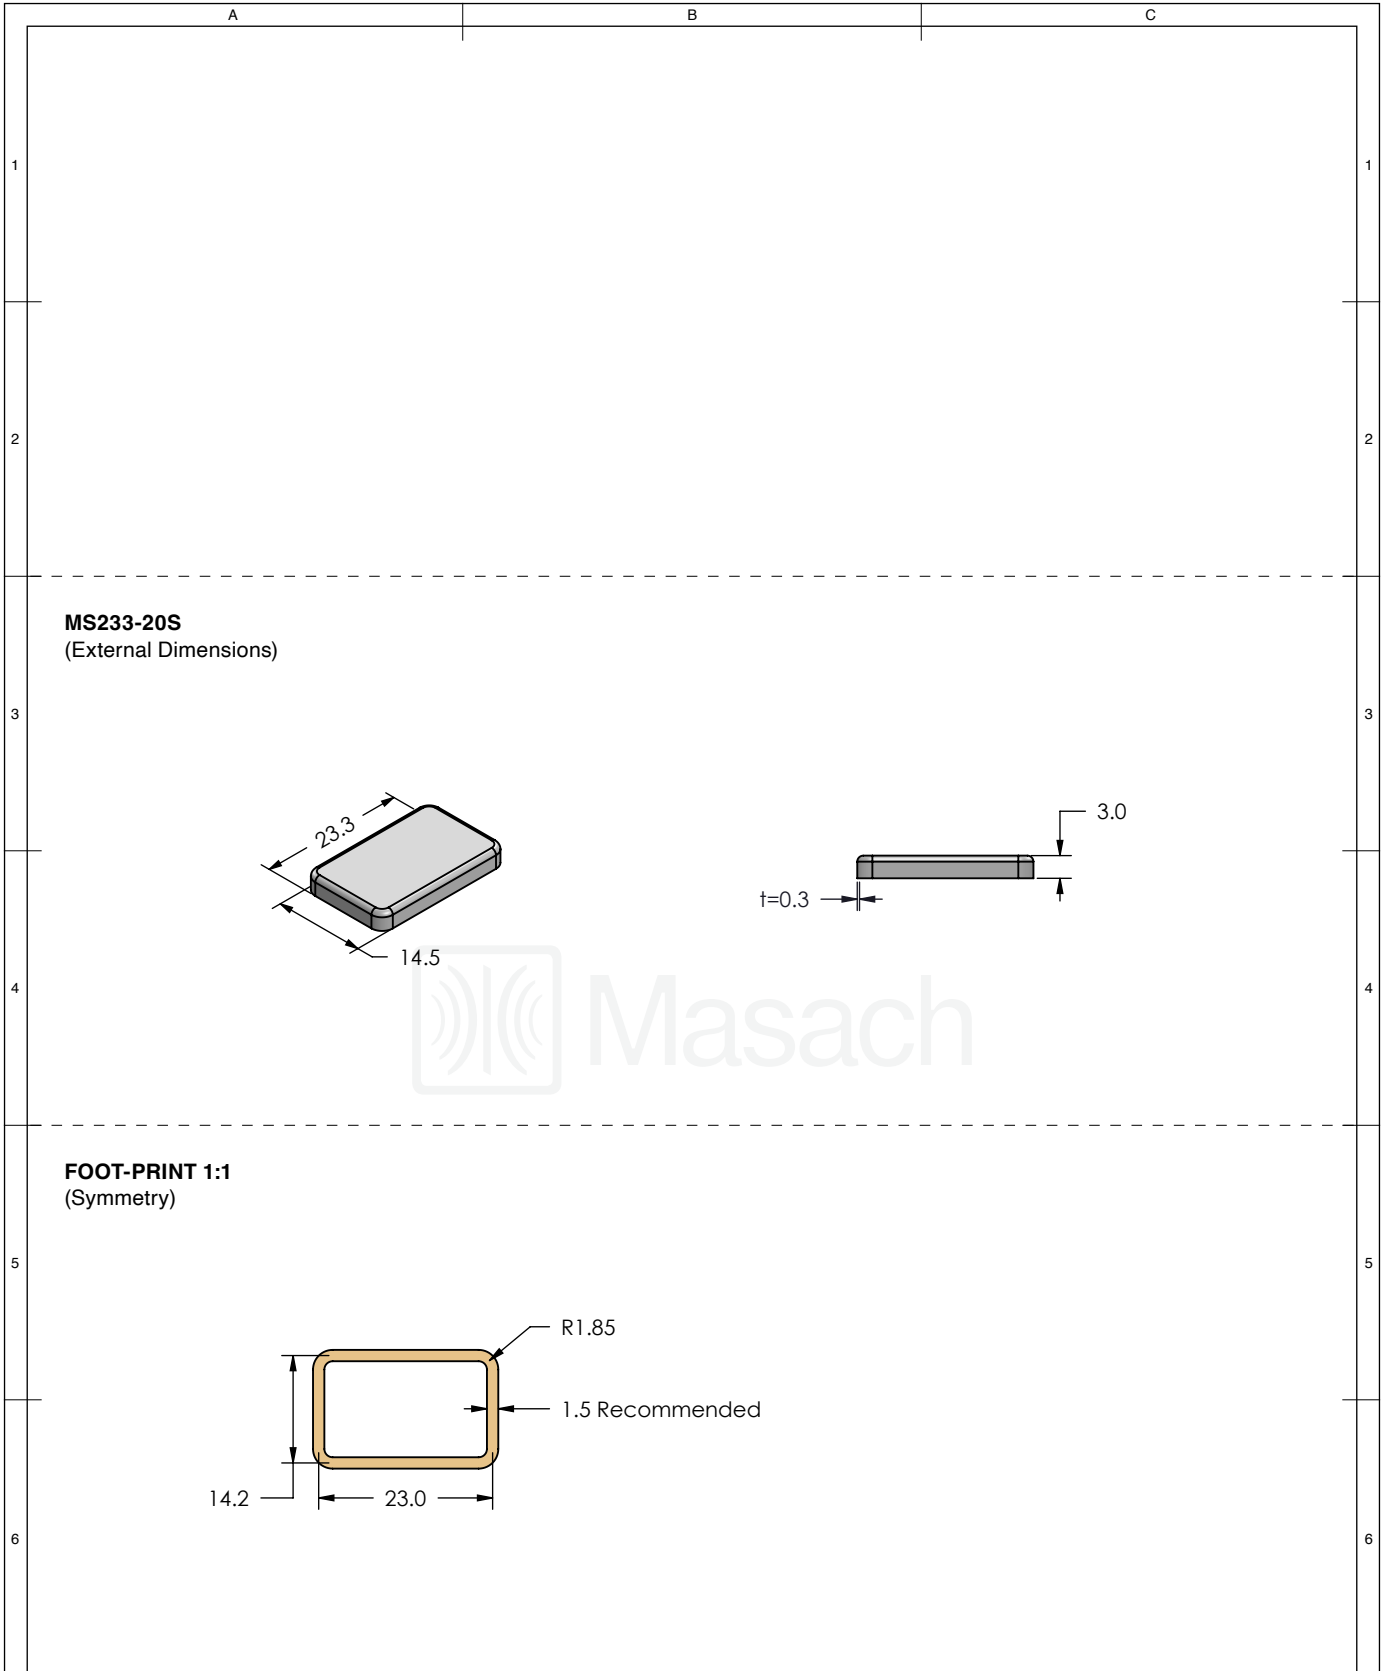 A B C
1 1
2 2
MS233-20S
(External Dimensions)
3 3
23.3
14.5
3.0
t=0.3
4 4
Masach
FOOT-PRINT 1:1
(Symmetry)
5 5
R1.85
1.5 Recommended
14.2
23.0
6 6